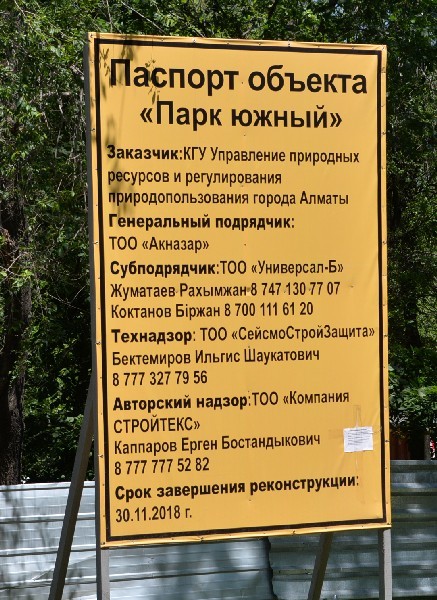 Паспорт объекта
«Парк южный»
Заказчик:КГУ Управление природных
ресурсов и регулирования
природопользования города Алматы
Генеральный подрядчик:
ТОО «Акназар»
Субподрядчик:ТОО «Универсал-Б»
Жуматаев Рахымжан 8 747 130 77 07
Коктанов Біржан 8 700 111 61 20
Технадзор: ТОО «СейсмоСтройЗащита»
Бектемиров Ильгис Шаукатович
8 777 327 79 56
Авторский надзор:ТОО «Компания
СТРОЙТЕКС»
Каппаров Ерген Бостандыкович
8 777 777 52 82
Срок завершения реконструкции:
30.11.2018 г.